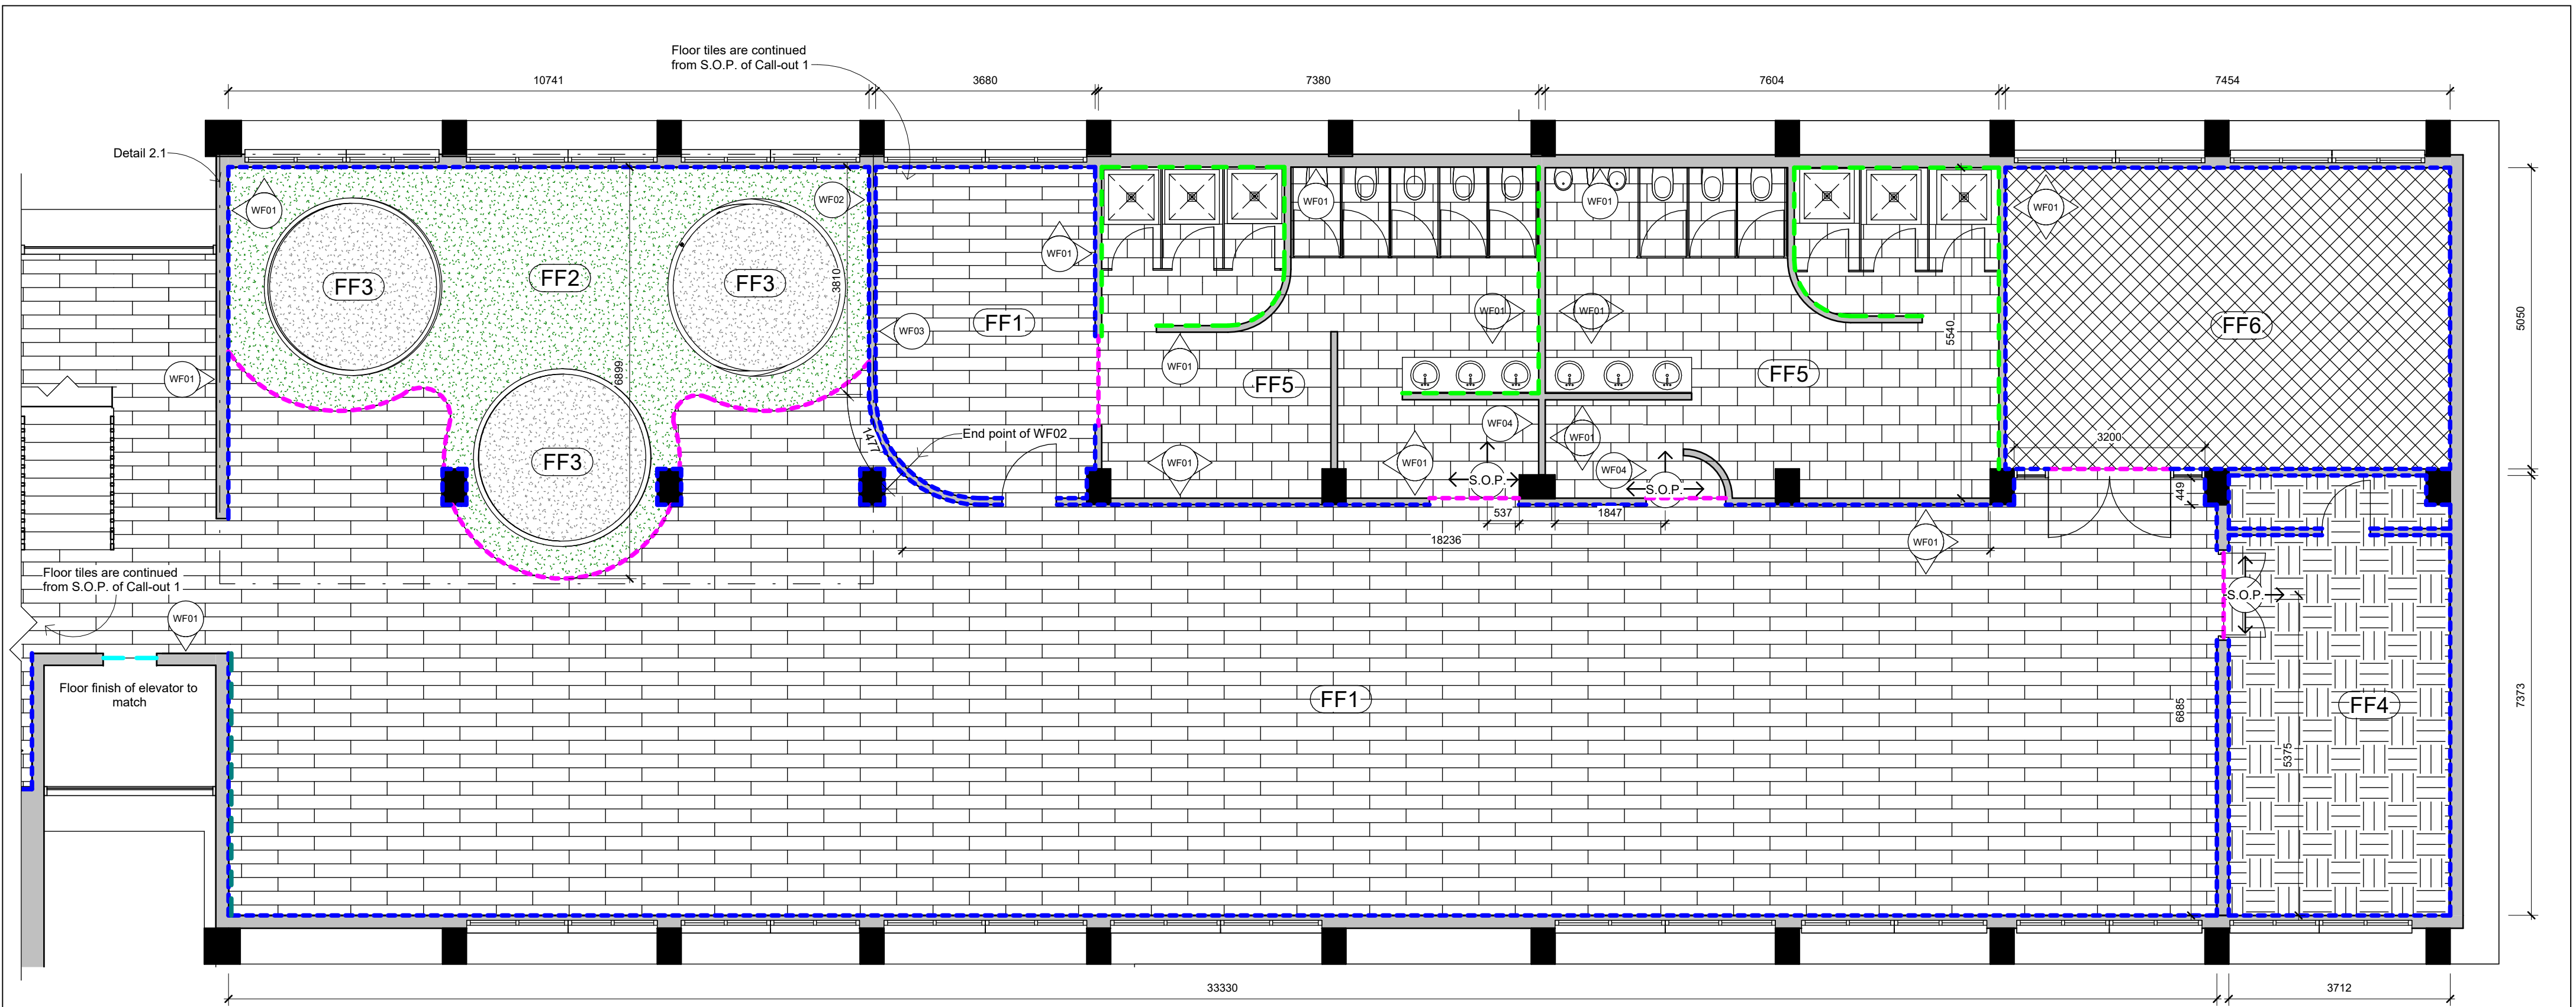 Floor tiles are continued
from S.O.P. of Call-out 1
10741
3680
7380
7604
7454
Detail 2.1
WF01
WF02
WF01
WF01
WF01
WF01
FF3
FF2
FF3
3810
WF03
FF1
WF01
WF01
5540
FF6
5050
WF01
6899
WF01
FF5
FF5
1477
End point of WF02
WF04
WF01
3200
FF3
WF01
WF01
WF04
S.O.P.
S.O.P.
449
537
1847
18236
WF01
Floor tiles are continued
from S.O.P. of Call-out 1
WF01
S.O.P.
Floor finish of elevator to
match
FF1
6885
5375
FF4
7373
33330
3712